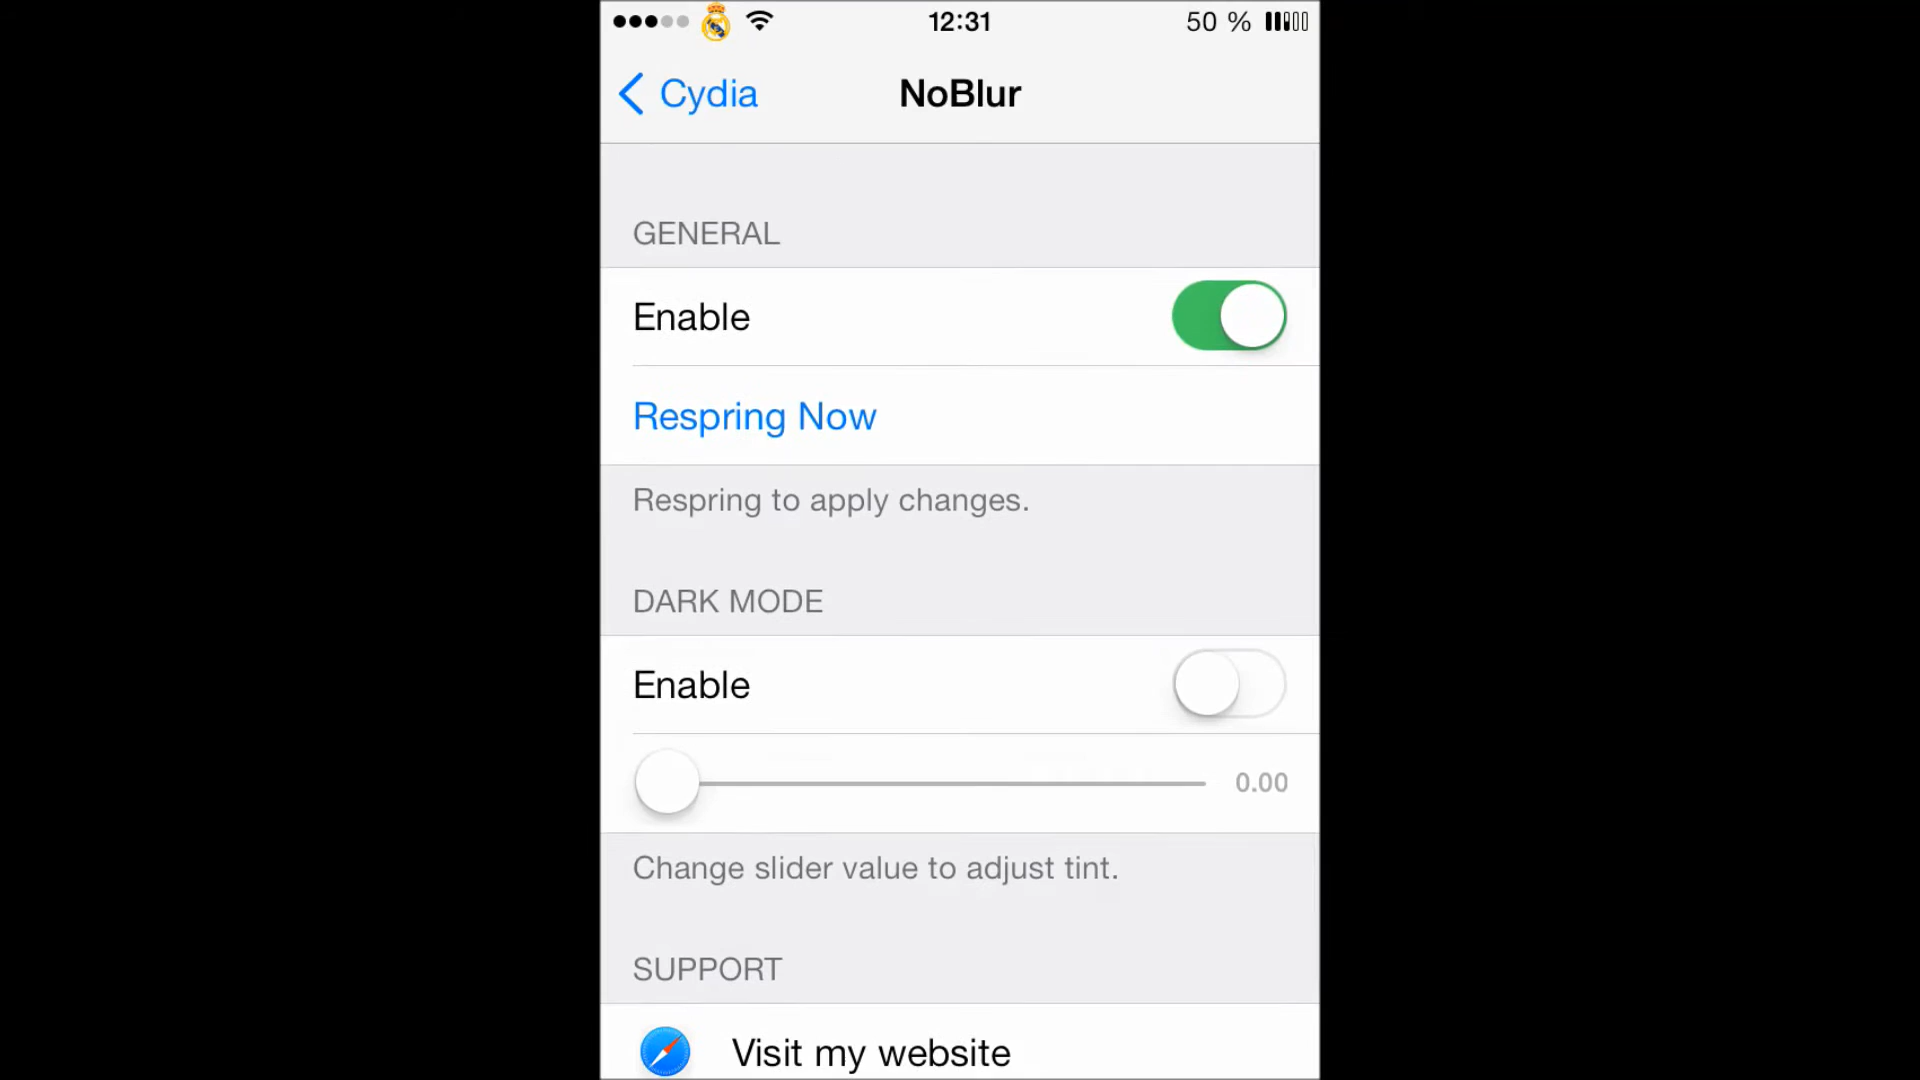 12:31
50 %
Cydia
NoBlur
GENERAL
Enable
Respring Now
Respring to apply changes.
DARK MODE
Enable
0.00
Change slider value to adjust tint.
SUPPORT
Visit my website